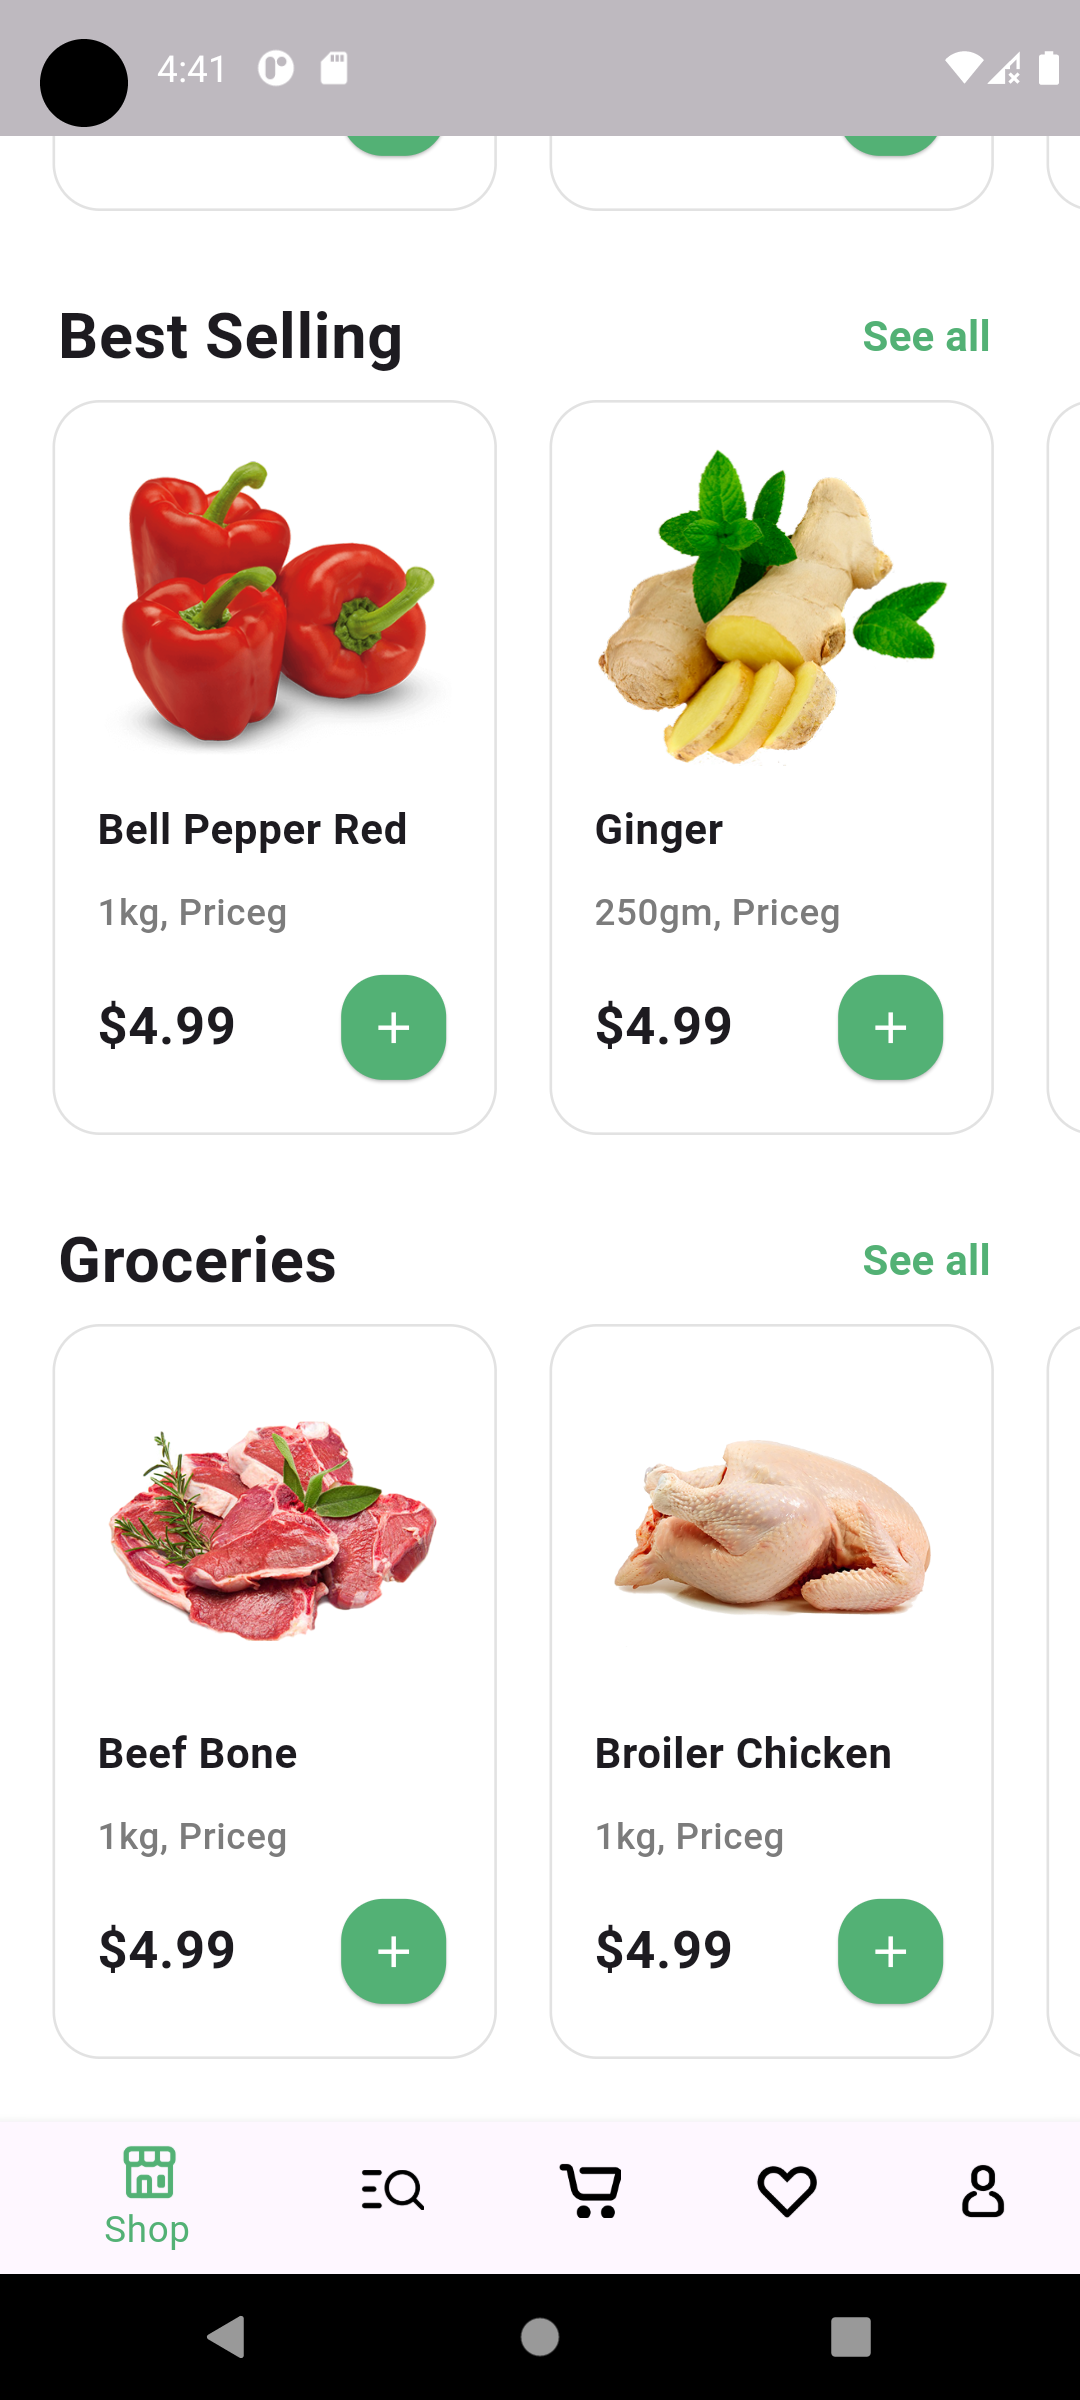 4:41
Best Selling
See all
Bell Pepper Red
Ginger
1kg, Priceg
250gm, Priceg
$4.99
$4.99
Groceries
See all
Beef Bone
Broiler Chicken
1kg, Priceg
1kg, Priceg
$4.99
$4.99
Shop